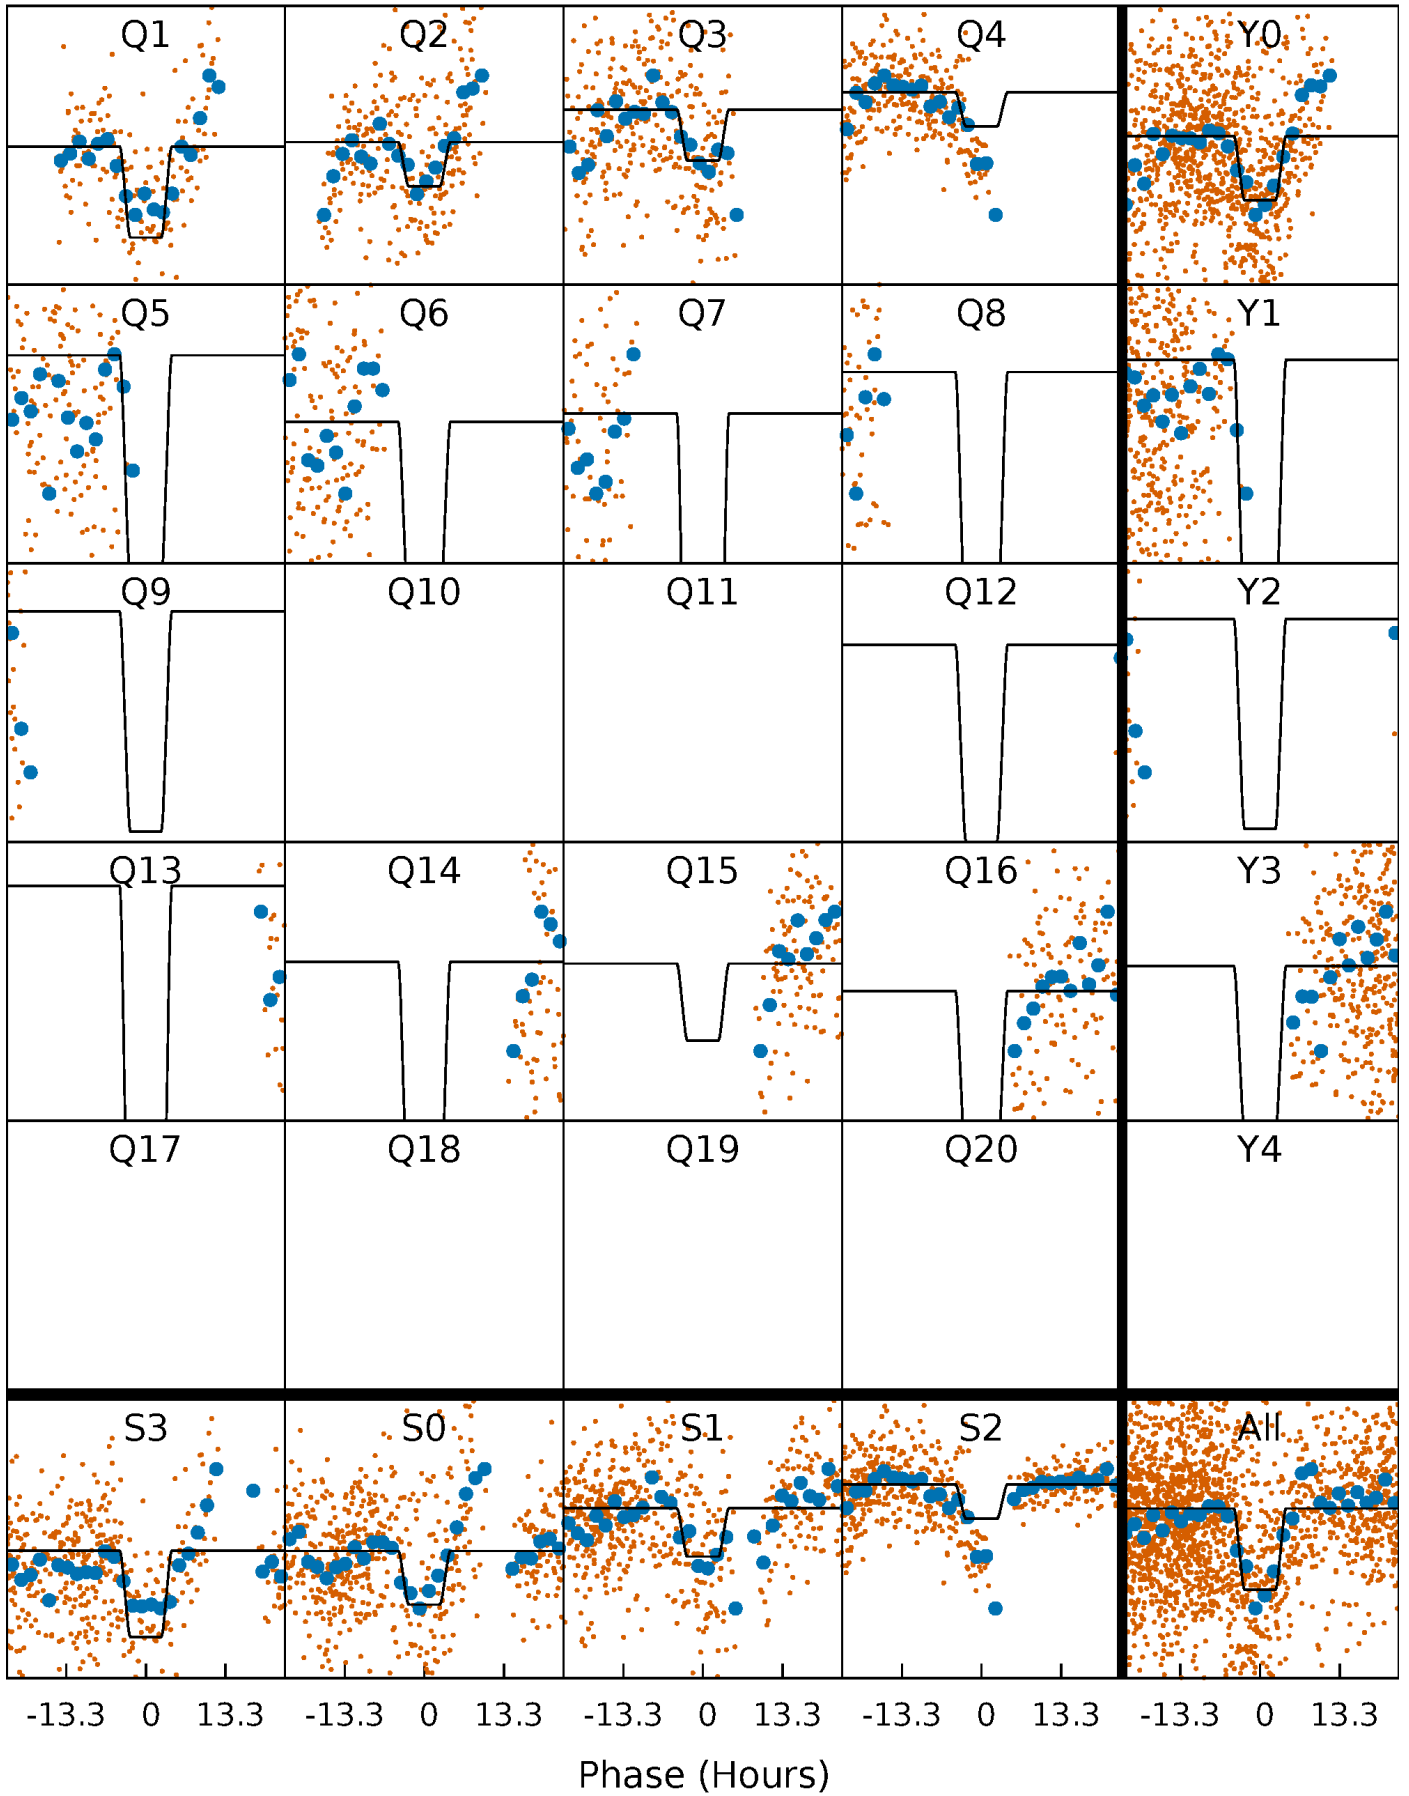 Q1 Q2 Q3 Q4 Y0
Q5 Q6 Q7 Q8 Y1
Q9 Q10 Q11 Q12 Y2
Q13 Q14 Q15 Q16 Y3
Q17 Q18 Q19 Q20 Y4
S3 S0 S1 S2 All
-13.3 0 13.3 -13.3 0 13.3 -13.3 0 13.3 -13.3 0 13.3 -13.3 0 13.3
Phase (Hours)